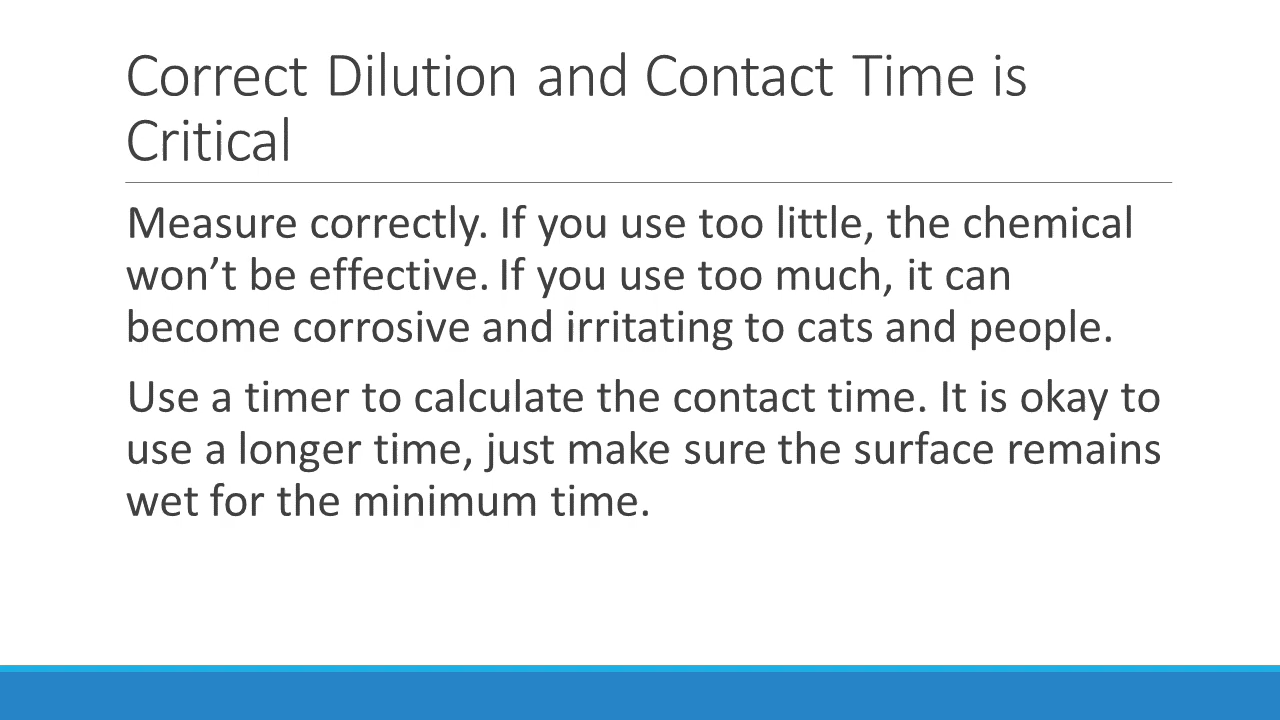 Correct Dilution and Contact Time is
Critical
Measure correctly. If you use too little, the chemical
won’t be effective. If you use too much, it can
become corrosive and irritating to cats and people.
Use a timer to calculate the contact time. It is okay to
use a longer time, just make sure the surface remains
wet for the minimum time.